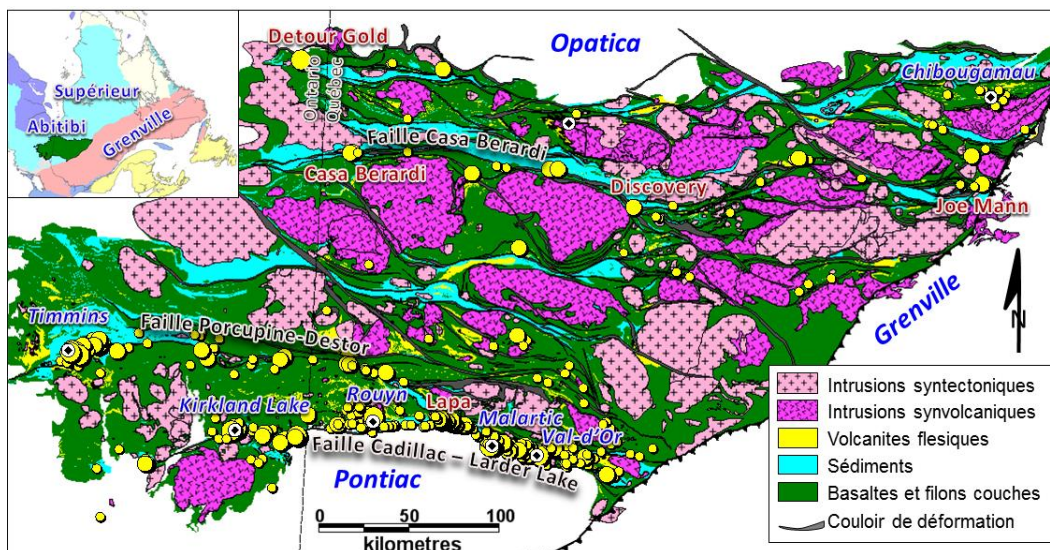 Supérieur
Abitibi
Grenville
Detour Gold
Opatica
Chibougamau
Ontario
Québec
Faille Casa Berardi
Casa Berardi
Discovery
Joe Mann
Grenville
Timmins
Faille Porcupine-Destor
Rouyn
Kirkland Lake
Lapa
Malartic
Val-d'Or
Faille Cadillac – Larder Lake
Pontiac
N
0 50 100
kilometres
Intrusions syntectoniques
Intrusions synvolcaniques
Volcanites flesiques
Sédiments
Basaltes et filons couches
Couloir de déformation